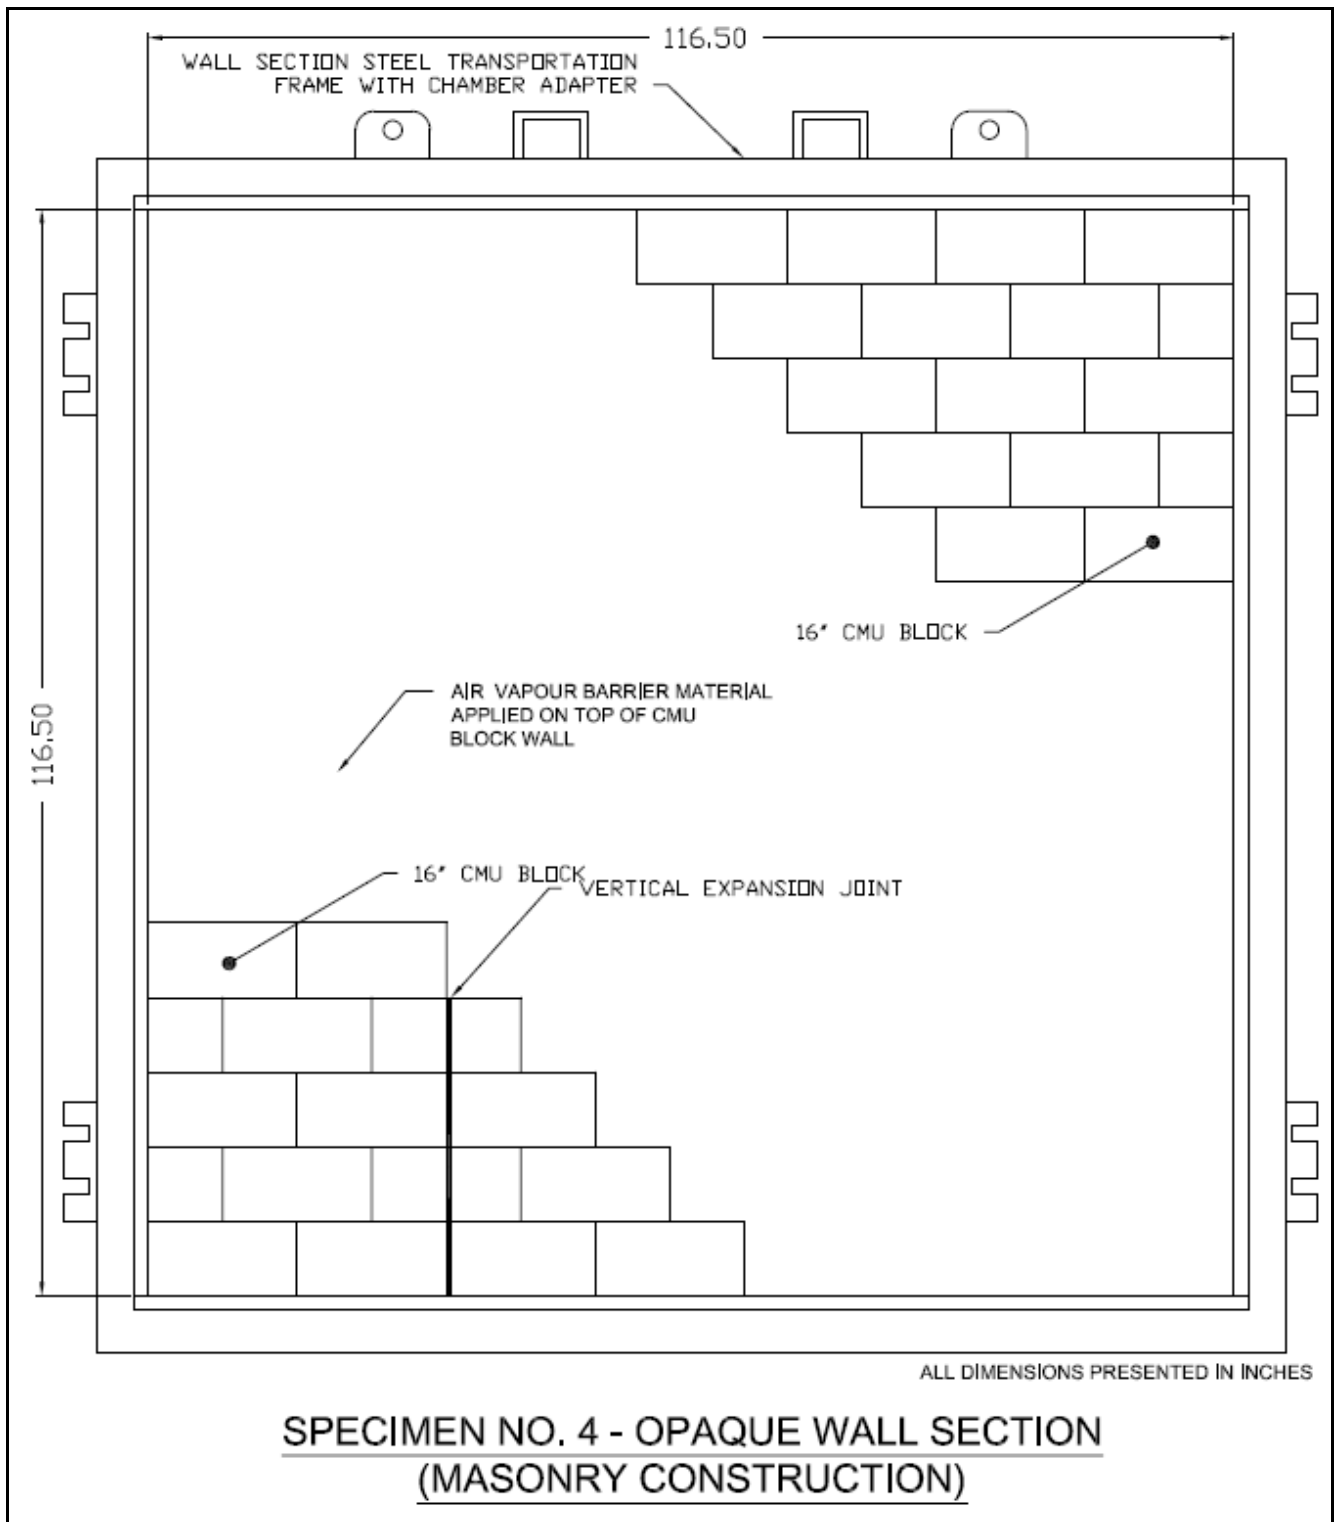 116.50
WALL SECTION STEEL TRANSPORTATION
FRAME WITH CHAMBER ADAPTER
16" CMU BLOCK
AIR VAPOUR BARRIER MATERIAL
APPLIED ON TOP OF CMU
BLOCK WALL
116.50
16" CMU BLOCK
VERTICAL EXPANSION JOINT
ALL DIMENSIONS PRESENTED IN INCHES
SPECIMEN NO. 4 - OPAQUE WALL SECTION
(MASONRY CONSTRUCTION)